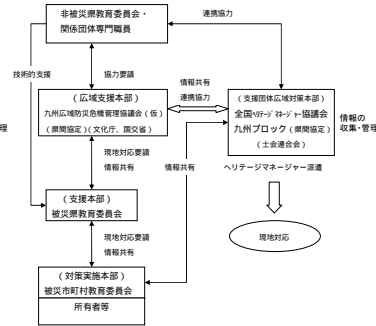 非被災県教育委員会・
関係団体専門職員
連携協力
技術的支援
協力要請
情報共有
連携協力
（広域支援本部）
九州広域防災危機管理協議会（仮）
（県間協定）（文化庁、国交省）
（支援団体広域対策本部）
全国ﾍﾘﾃｰｼﾞﾏﾈｰｼﾞｬｰ協議会
九州ブロック（県間協定）
（士会連合会）
情報の
収集・管理
理
現地対応要請
情報共有
情報共有
ヘリテージマネージャー派遣
（支援本部）
被災県教育委員会
現地対応
現地対応要請
情報共有
（対策実施本部）
被災市町村教育委員会
所有者等